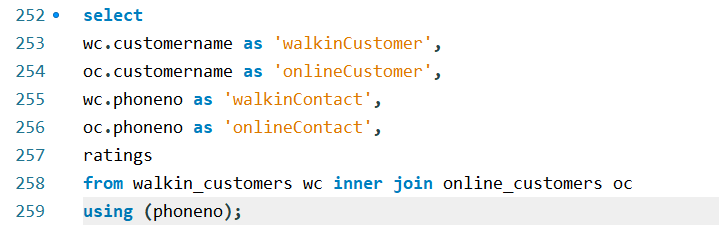 252 select
253 wc.customername as 'walkinCustomer',
254 oc.customername as 'onlineCustomer',
255 wc.phoneno as 'walkinContact',
256 oc.phoneno as 'onlineContact',
257 ratings
258 from walkin_customers wc inner join online_customers oc
259 using (phoneno);